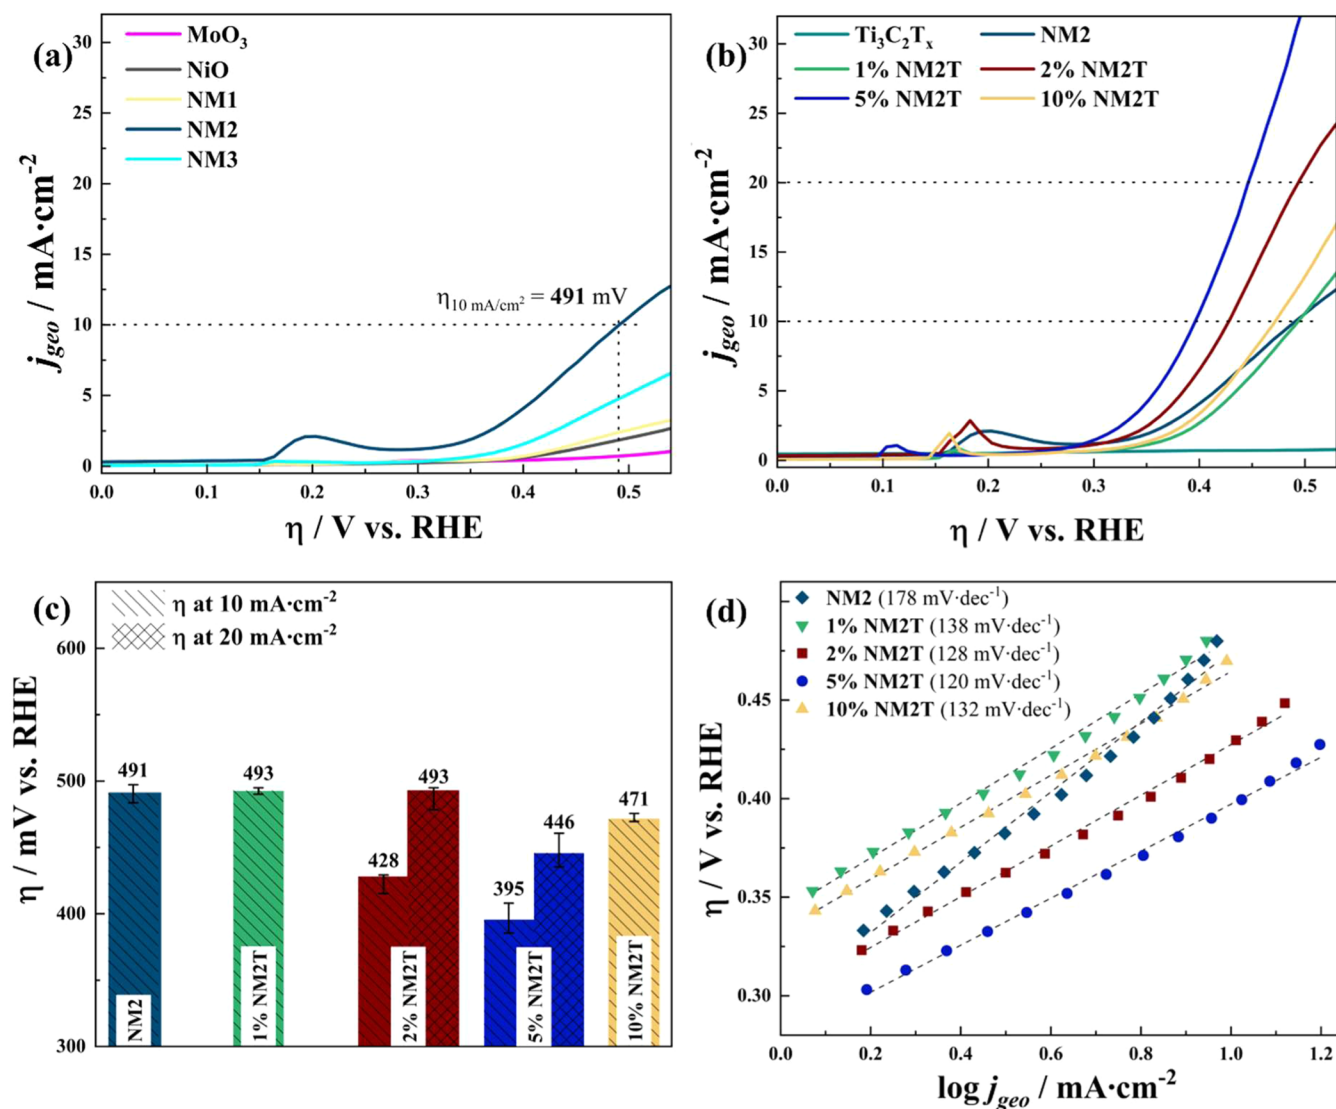 (a)
MoO₃
NiO
NM1
NM2
NM3
η₁₀ mA/cm² = 491 mV
30
25
20
15
10
5
0
0.0 0.1 0.2 0.3 0.4 0.5
j_geo / mA·cm⁻²
η / V vs. RHE
(b)
Ti₃C₂Tₓ NM2
1% NM2T 2% NM2T
5% NM2T 10% NM2T
30
25
20
15
10
5
0
0.0 0.1 0.2 0.3 0.4 0.5
j_geo / mA·cm⁻²
η / V vs. RHE
(c)
η at 10 mA·cm⁻²
η at 20 mA·cm⁻²
600
500
400
300
η / mV vs. RHE
491 493 428 493 395 446 471
NM2 1% NM2T 2% NM2T 5% NM2T 10% NM2T
(d)
NM2 (178 mV·dec⁻¹)
1% NM2T (138 mV·dec⁻¹)
2% NM2T (128 mV·dec⁻¹)
5% NM2T (120 mV·dec⁻¹)
10% NM2T (132 mV·dec⁻¹)
0.45
0.40
0.35
0.30
0.0 0.2 0.4 0.6 0.8 1.0 1.2
η / V vs. RHE
log j_geo / mA·cm⁻²